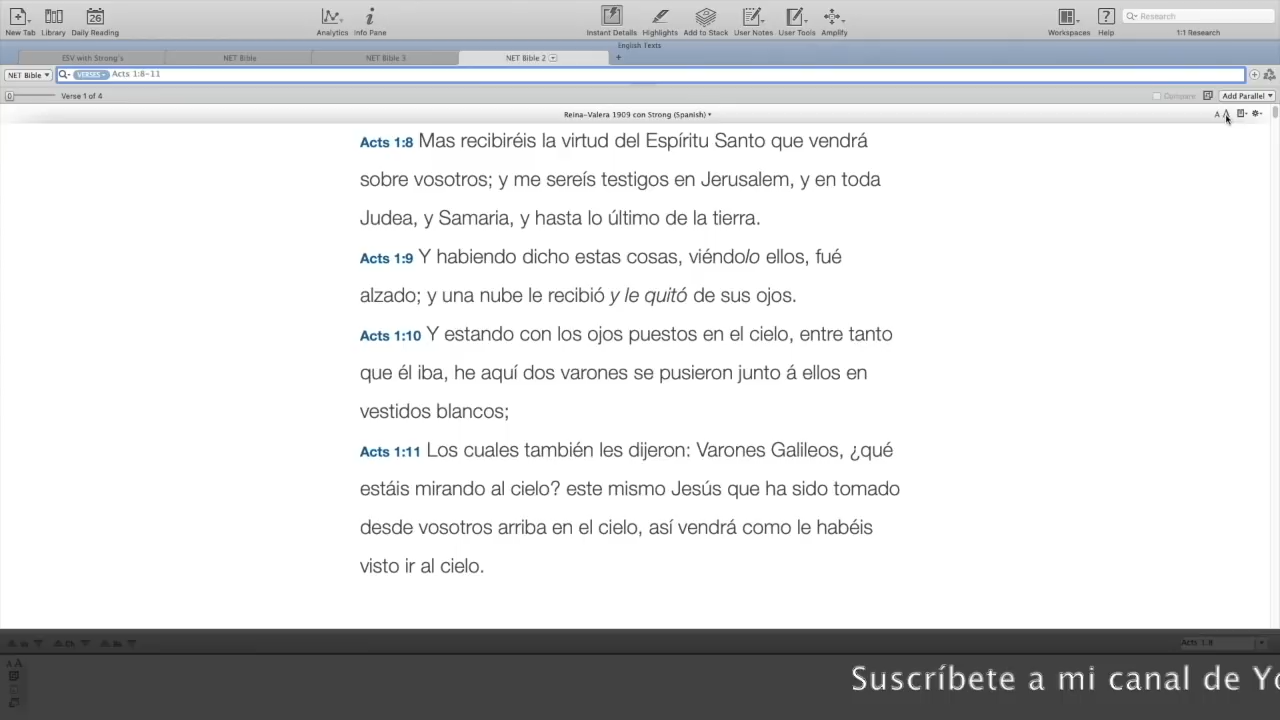 New Tab Library Daily Reading Analytics Info Pane Instant Details Highlights Add to Stack User Notes User Tools Amplify Workspaces Help 1:1 Research
26
Research
English Texts
ESV with Strong's NET Bible NET Bible 3 NET Bible 2 +
NET Bible VERSES Acts 1:8-11
Verse 1 of 4 Compare Add Parallel
Reina-Valera 1909 con Strong (Spanish) A A
Acts 1:8 Mas recibiréis la virtud del Espíritu Santo que vendrá
sobre vosotros; y me sereís testigos en Jerusalem, y en toda
Judea, y Samaria, y hasta lo último de la tierra.
Acts 1:9 Y habiendo dicho estas cosas, viéndolo ellos, fué
alzado; y una nube le recibió y le quitó de sus ojos.
Acts 1:10 Y estando con los ojos puestos en el cielo, entre tanto
que él iba, he aquí dos varones se pusieron junto á ellos en
vestidos blancos;
Acts 1:11 Los cuales también les dijeron: Varones Galileos, ¿qué
estáis mirando al cielo? este mismo Jesús que ha sido tomado
desde vosotros arriba en el cielo, así vendrá como le habéis
visto ir al cielo.
Acts 1:8
A A
Suscríbete a mi canal de Yo